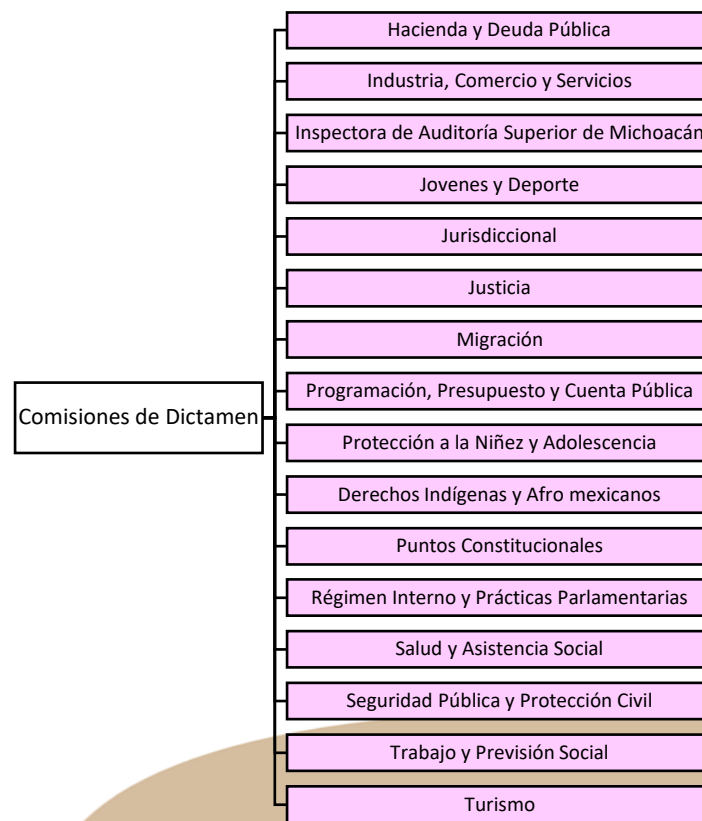 Hacienda y Deuda Pública
Industria, Comercio y Servicios
Inspectora de Auditoría Superior de Michoacán
Jovenes y Deporte
Jurisdiccional
Justicia
Migración
Comisiones de Dictamen
Programación, Presupuesto y Cuenta Pública
Protección a la Niñez y Adolescencia
Derechos Indígenas y Afro mexicanos
Puntos Constitucionales
Régimen Interno y Prácticas Parlamentarias
Salud y Asistencia Social
Seguridad Pública y Protección Civil
Trabajo y Previsión Social
Turismo